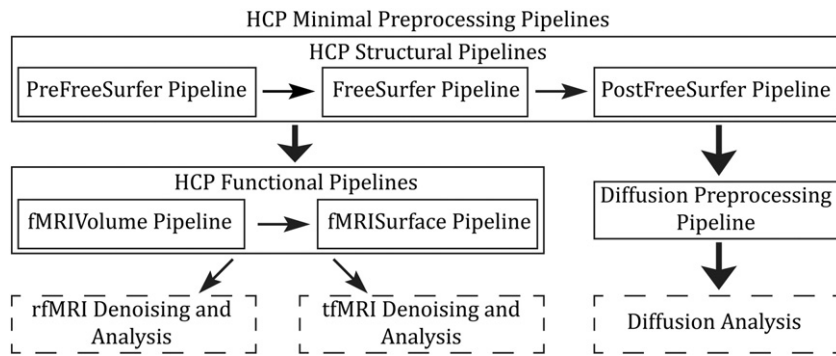 HCP Minimal Preprocessing Pipelines
HCP Structural Pipelines
PreFreeSurfer Pipeline
FreeSurfer Pipeline
PostFreeSurfer Pipeline
HCP Functional Pipelines
fMRIVolume Pipeline
fMRISurface Pipeline
Diffusion Preprocessing
Pipeline
rfMRI Denoising and
Analysis
tfMRI Denoising and
Analysis
Diffusion Analysis